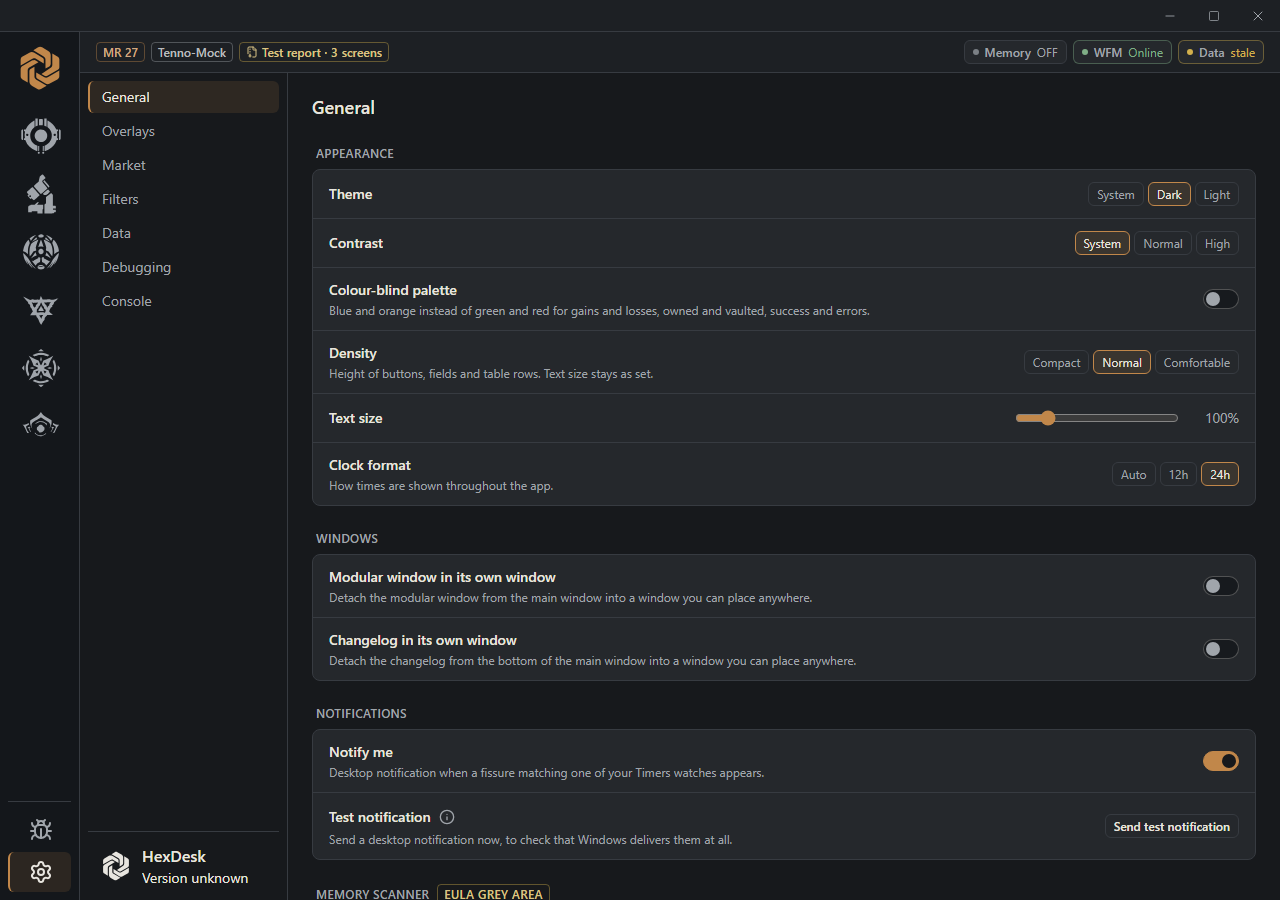 MR 27
Tenno-Mock
Test report · 3 screens
Memory OFF
WFM Online
Data stale
General
Overlays
Market
Filters
Data
Debugging
Console
HexDesk
Version unknown
General
APPEARANCE
Theme
System
Dark
Light
Contrast
System
Normal
High
Colour-blind palette
Blue and orange instead of green and red for gains and losses, owned and vaulted, success and errors.
Density
Height of buttons, fields and table rows. Text size stays as set.
Compact
Normal
Comfortable
Text size
100%
Clock format
How times are shown throughout the app.
Auto
12h
24h
WINDOWS
Modular window in its own window
Detach the modular window from the main window into a window you can place anywhere.
Changelog in its own window
Detach the changelog from the bottom of the main window into a window you can place anywhere.
NOTIFICATIONS
Notify me
Desktop notification when a fissure matching one of your Timers watches appears.
Test notification
Send a desktop notification now, to check that Windows delivers them at all.
Send test notification
MEMORY SCANNER
EULA GREY AREA